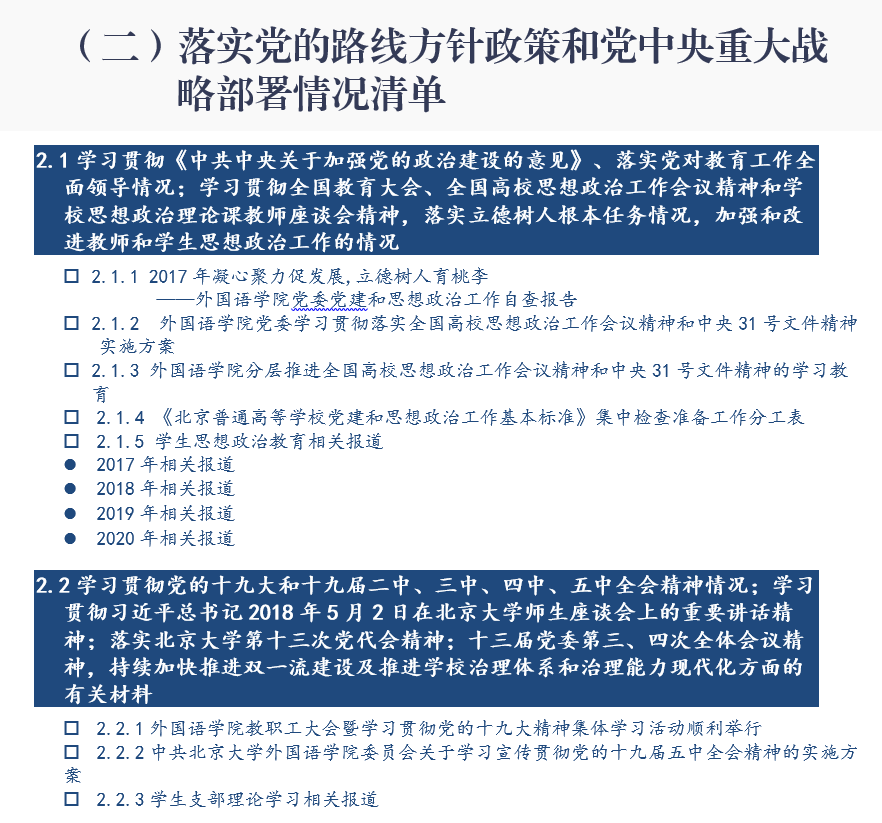 （二）落实党的路线方针政策和党中央重大战
略部署情况清单
2.1学习贯彻《中共中央关于加强党的政治建设的意见》、落实党对教育工作全
面领导情况；学习贯彻全国教育大会、全国高校思想政治工作会议精神和学
校思想政治理论课教师座谈会精神，落实立德树人根本任务情况，加强和改
进教师和学生思想政治工作的情况
□ 2.1.1 2017年凝心聚力促发展,立德树人育桃李
——外国语学院党委党建和思想政治工作自查报告
□ 2.1.2 外国语学院党委学习贯彻落实全国高校思想政治工作会议精神和中央31号文件精神
实施方案
□ 2.1.3 外国语学院分层推进全国高校思想政治工作会议精神和中央31号文件精神的学习教
育
□ 2.1.4 《北京普通高等学校党建和思想政治工作基本标准》集中检查准备工作分工表
□ 2.1.5 学生思想政治教育相关报道
● 2017年相关报道
● 2018年相关报道
● 2019年相关报道
● 2020年相关报道
2.2学习贯彻党的十九大和十九届二中、三中、四中、五中全会精神情况；学习
贯彻习近平总书记2018年5月2日在北京大学师生座谈会上的重要讲话精
神；落实北京大学第十三次党代会精神；十三届党委第三、四次全体会议精
神，持续加快推进双一流建设及推进学校治理体系和治理能力现代化方面的
有关材料
□ 2.2.1外国语学院教职工大会暨学习贯彻党的十九大精神集体学习活动顺利举行
□ 2.2.2中共北京大学外国语学院委员会关于学习宣传贯彻党的十九届五中全会精神的实施方
案
□ 2.2.3学生支部理论学习相关报道